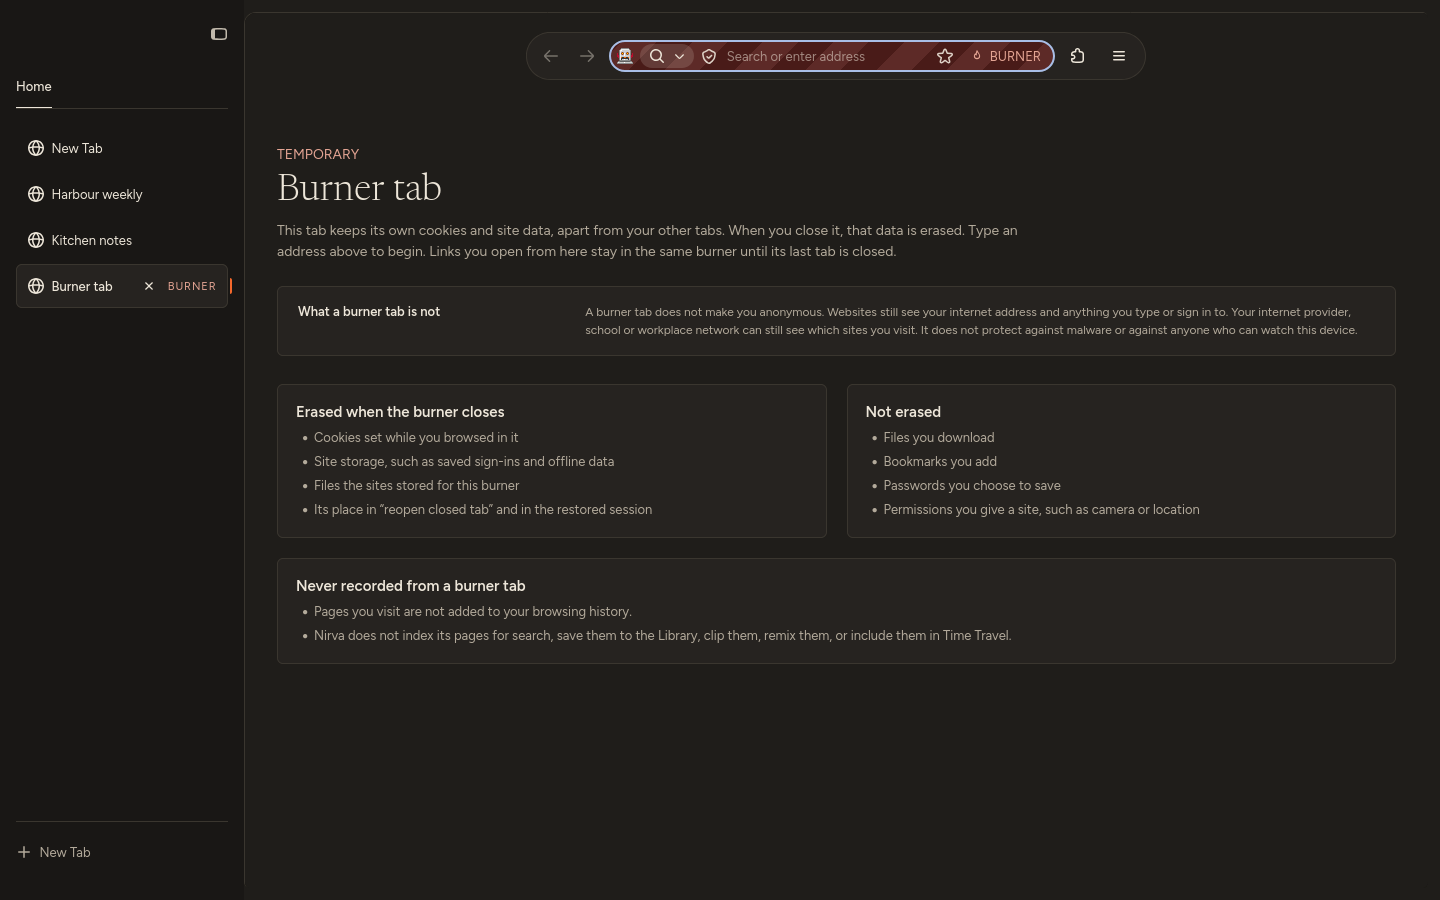 Search or enter address
BURNER
Home
New Tab
Harbour weekly
Kitchen notes
Burner tab
BURNER
New Tab
TEMPORARY
Burner tab
This tab keeps its own cookies and site data, apart from your other tabs. When you close it, that data is erased. Type an
address above to begin. Links you open from here stay in the same burner until its last tab is closed.
What a burner tab is not
A burner tab does not make you anonymous. Websites still see your internet address and anything you type or sign in to. Your internet provider,
school or workplace network can still see which sites you visit. It does not protect against malware or against anyone who can watch this device.
Erased when the burner closes
• Cookies set while you browsed in it
• Site storage, such as saved sign-ins and offline data
• Files the sites stored for this burner
• Its place in “reopen closed tab” and in the restored session
Not erased
• Files you download
• Bookmarks you add
• Passwords you choose to save
• Permissions you give a site, such as camera or location
Never recorded from a burner tab
• Pages you visit are not added to your browsing history.
• Nirva does not index its pages for search, save them to the Library, clip them, remix them, or include them in Time Travel.